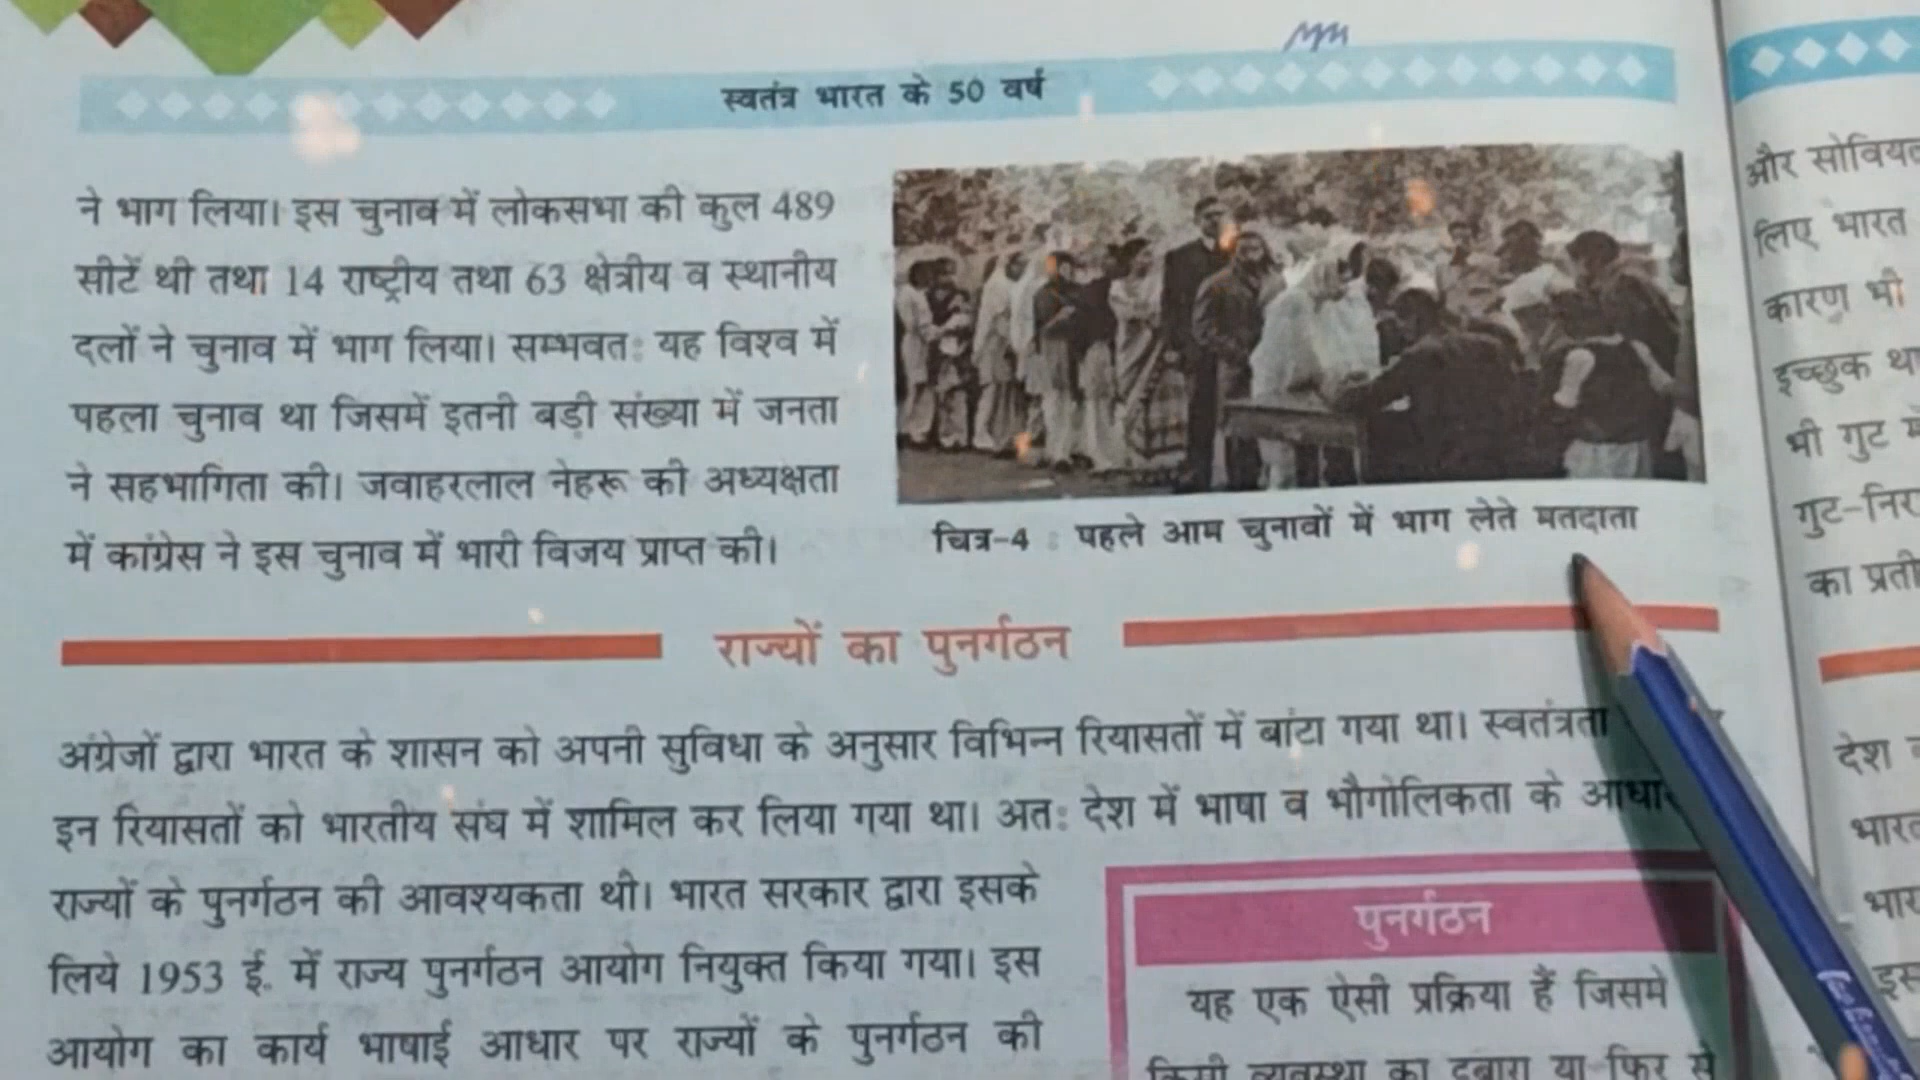 स्वतंत्र भारत के 50 वर्ष
ने भाग लिया। इस चुनाव में लोकसभा की कुल 489
सीटें थी तथा 14 राष्ट्रीय तथा 63 क्षेत्रीय व स्थानीय
दलों ने चुनाव में भाग लिया। सम्भवतः यह विश्व में
पहला चुनाव था जिसमें इतनी बड़ी संख्या में जनता
ने सहभागिता की। जवाहरलाल नेहरू की अध्यक्षता
में कांग्रेस ने इस चुनाव में भारी विजय प्राप्त की।
चित्र-4 : पहले आम चुनावों में भाग लेते मतदाता
राज्यों का पुनर्गठन
अंग्रेजों द्वारा भारत के शासन को अपनी सुविधा के अनुसार विभिन्न रियासतों में बांटा गया था। स्वतंत्रता
इन रियासतों को भारतीय संघ में शामिल कर लिया गया था। अतः देश में भाषा व भौगोलिकता के आधार
राज्यों के पुनर्गठन की आवश्यकता थी। भारत सरकार द्वारा इसके
लिये 1953 ई. में राज्य पुनर्गठन आयोग नियुक्त किया गया। इस
आयोग का कार्य भाषाई आधार पर राज्यों के पुनर्गठन की
पुनर्गठन
यह एक ऐसी प्रक्रिया हैं जिसमे
किसी व्यवस्था का दुबारा या फिर से
और
लिए भारत
कारण भी
इच्छुक
भी गुट
का
देश